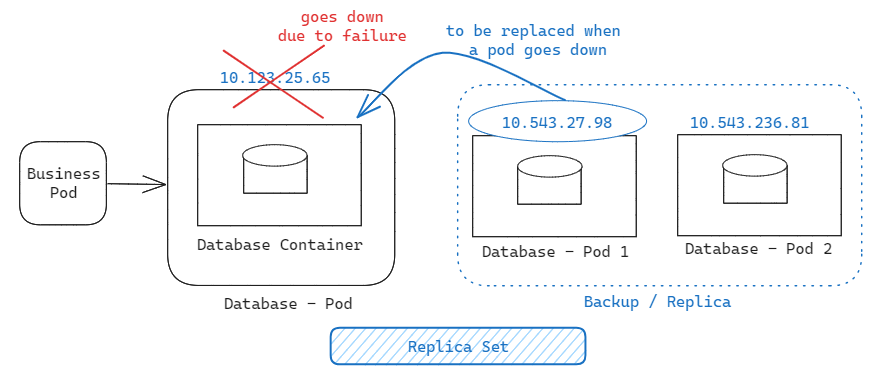 goes down
due to failure
to be replaced when
a pod goes down
10.123.25.65
10.543.27.98
10.543.236.81
Business
Pod
Database Container
Database - Pod 1
Database - Pod 2
Database - Pod
Backup / Replica
Replica Set